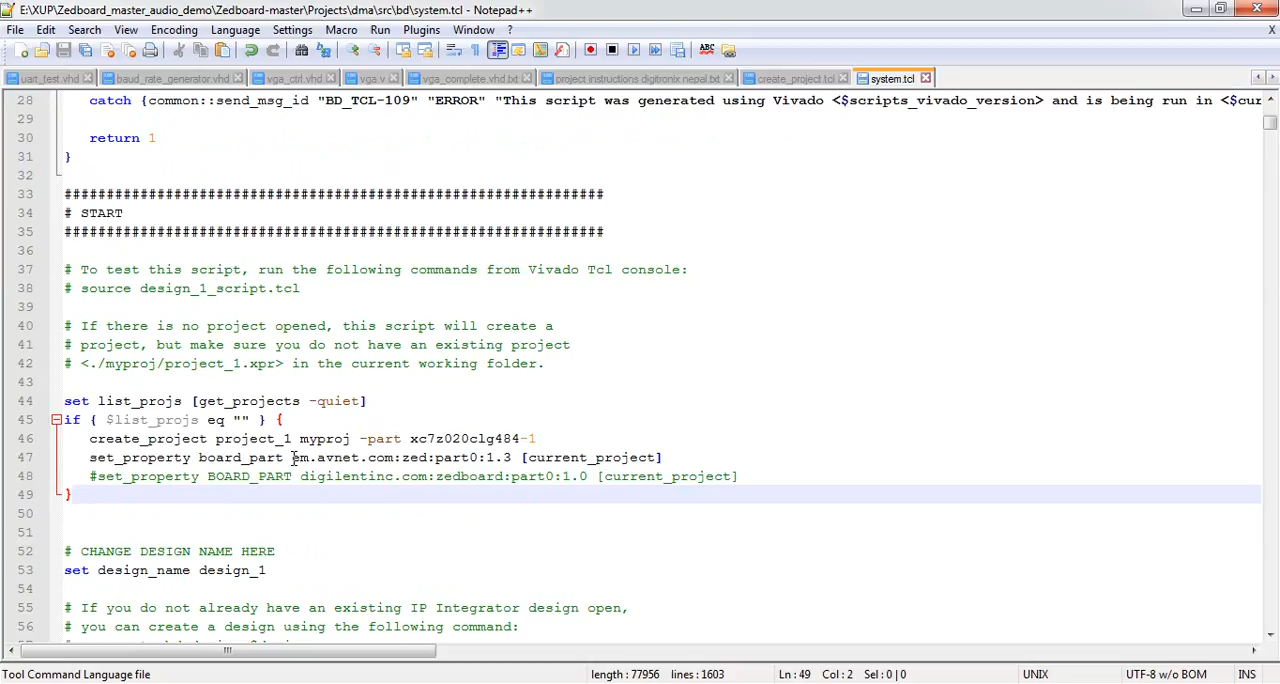 E:\XUP\Zedboard_master_audio_demo\Zedboard-master\Projects\dma\src\bd\system.tcl - Notepad++
File Edit Search View Encoding Language Settings Macro Run Plugins Window ? X
uart_test.vhd baud_rate_generator.vhd vga_ctrl.vhd vga.v vga_complete.vhd.txt project instructions digitronix nepal.txt create_project.tcl system.tcl
28 catch {common::send_msg_id "BD_TCL-109" "ERROR" "This script was generated using Vivado <$scripts_vivado_version> and is being run in <$cur
29
30 return 1
31 }
32
33 #################################################################
34 # START
35 #################################################################
36
37 # To test this script, run the following commands from Vivado Tcl console:
38 # source design_1_script.tcl
39
40 # If there is no project opened, this script will create a
41 # project, but make sure you do not have an existing project
42 # <./myproj/project_1.xpr> in the current working folder.
43
44 set list_projs [get_projects -quiet]
45 if { $list_projs eq "" } {
46 create_project project_1 myproj -part xc7z020clg484-1
47 set_property board_part em.avnet.com:zed:part0:1.3 [current_project]
48 #set_property BOARD_PART digilentinc.com:zedboard:part0:1.0 [current_project]
49 }
50
51
52 # CHANGE DESIGN NAME HERE
53 set design_name design_1
54
55 # If you do not already have an existing IP Integrator design open,
56 # you can create a design using the following command:
Tool Command Language file length : 77956 lines : 1603 Ln : 49 Col : 2 Sel : 0 | 0 UNIX UTF-8 w/o BOM INS